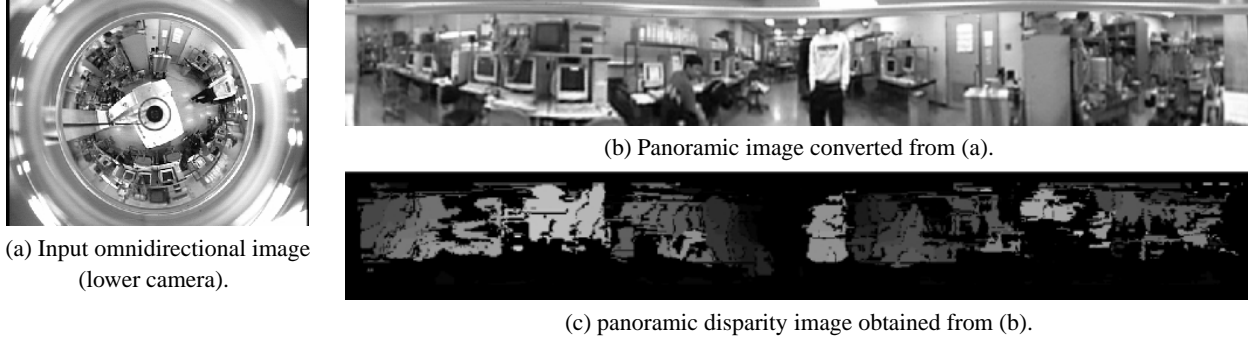 (a) Input omnidirectional image
(lower camera).
(b) Panoramic image converted from (a).
(c) panoramic disparity image obtained from (b).